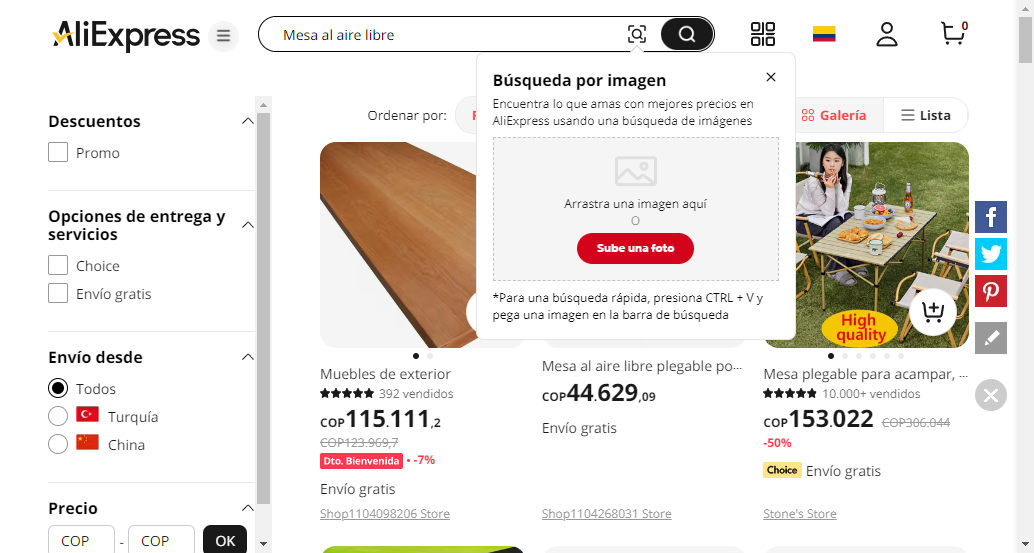 AliExpress
Mesa al aire libre
0
Búsqueda por imagen
Encuentra lo que amas con mejores precios en
AliExpress usando una búsqueda de imágenes
Arrastra una imagen aquí
O
Sube una foto
*Para una búsqueda rápida, presiona CTRL + V y
pega una imagen en la barra de búsqueda
Descuentos
Promo
Opciones de entrega y
servicios
Choice
Envío gratis
Envío desde
Todos
Turquía
China
Precio
COP - COP OK
Ordenar por:
Galería
Lista
High
quality
Muebles de exterior
392 vendidos
COP115.111,2
COP123.969,7
Dto. Bienvenida • -7%
Envío gratis
Shop1104098206 Store
Mesa al aire libre plegable po...
COP44.629,09
Envío gratis
Shop1104268031 Store
Mesa plegable para acampar, ...
10.000+ vendidos
COP153.022 COP306.044
-50%
Choice Envío gratis
Stone's Store